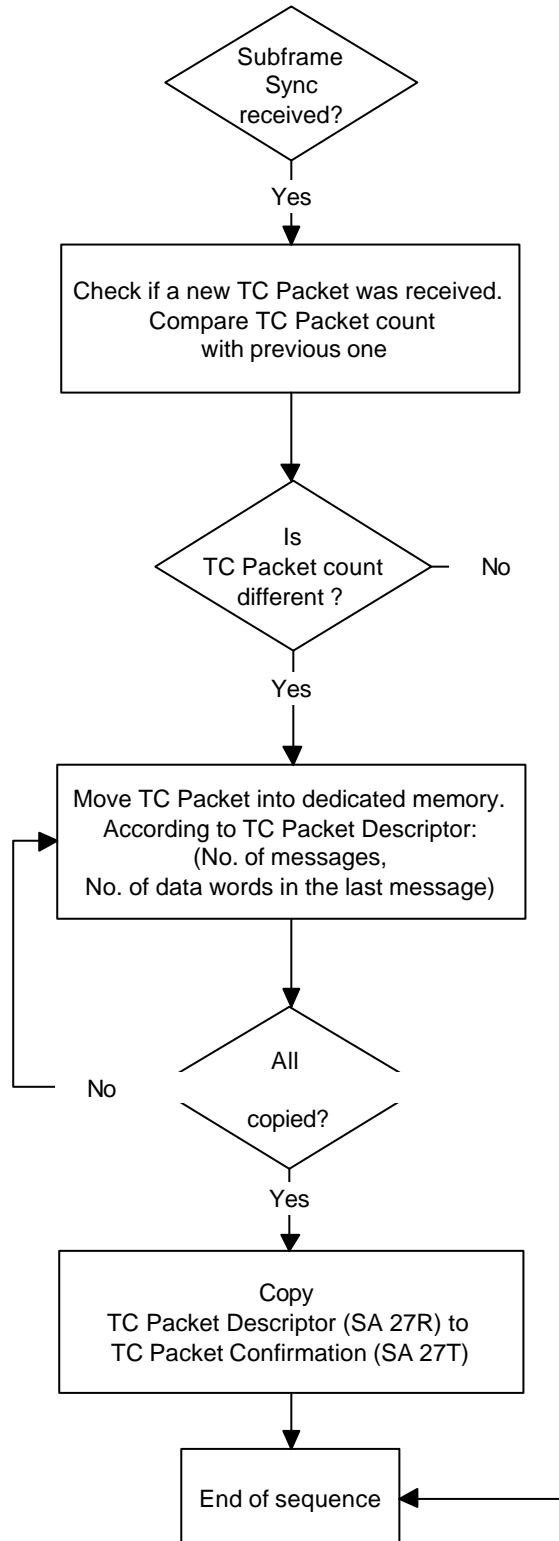 Subframe
Sync
received?
Yes
Check if a new TC Packet was received.
Compare TC Packet count
with previous one
Is
TC Packet count
different ?
No
Yes
Move TC Packet into dedicated memory.
According to TC Packet Descriptor:
(No. of messages,
No. of data words in the last message)
All
No
copied?
Yes
Copy
TC Packet Descriptor (SA 27R) to
TC Packet Confirmation (SA 27T)
End of sequence